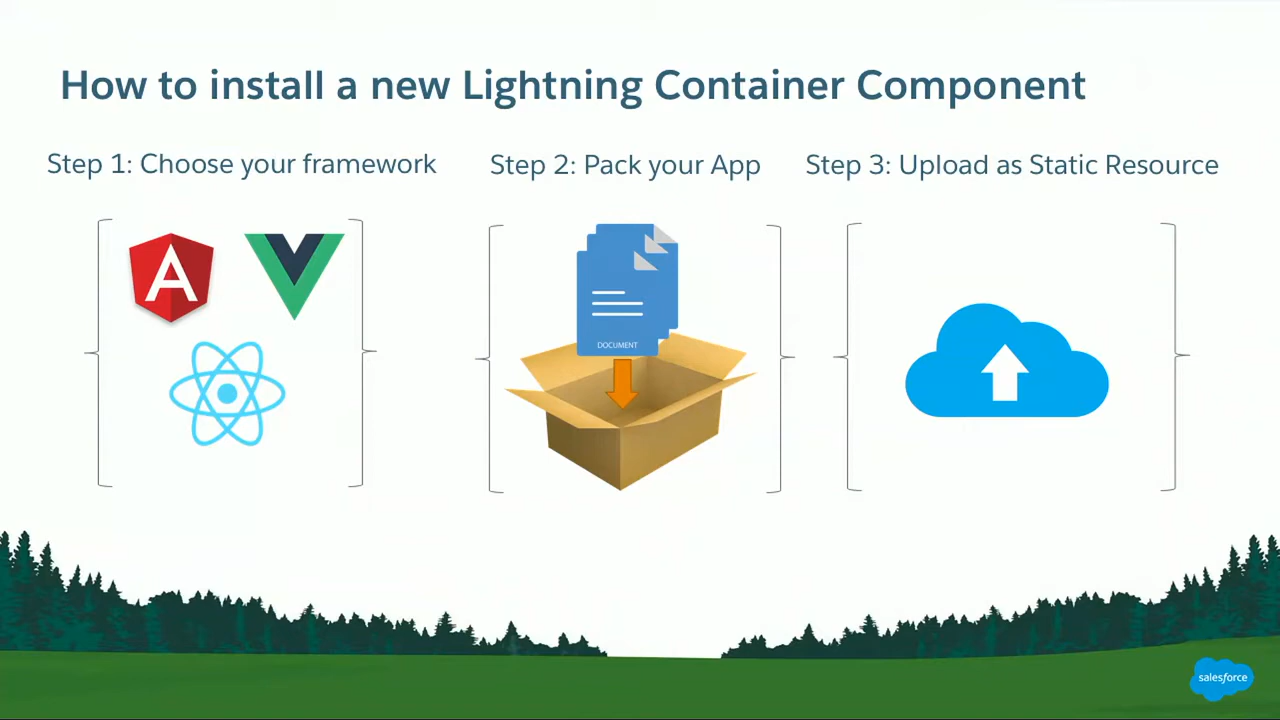 How to install a new Lightning Container Component
Step 1: Choose your framework
Step 2: Pack your App
Step 3: Upload as Static Resource
A
DOCUMENT
salesforce